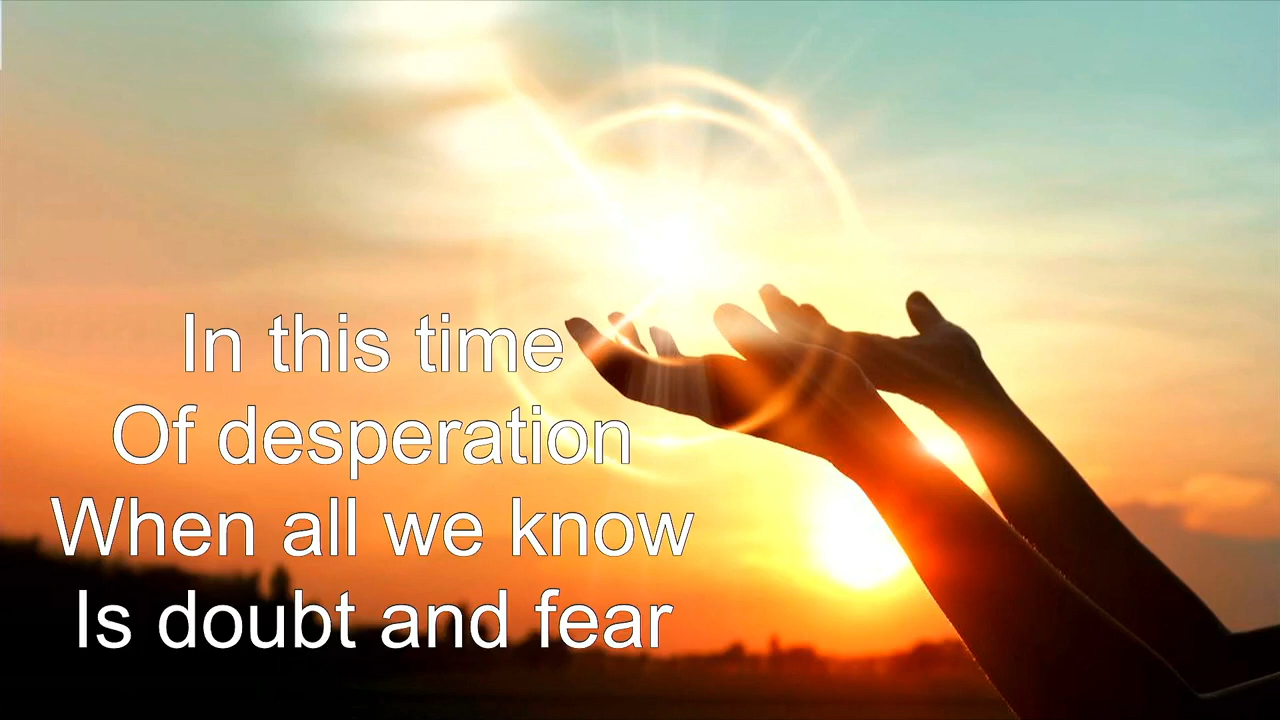 In this time
Of desperation
When all we know
Is doubt and fear